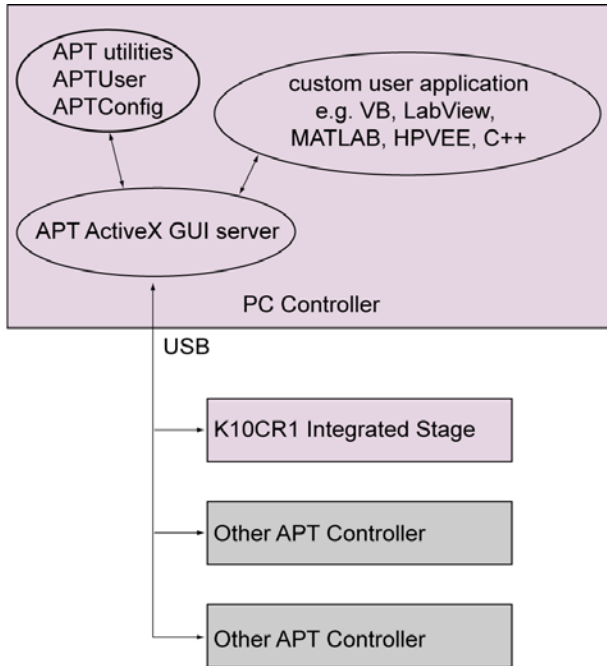 APT utilities
APTUser
APTConfig
custom user application
e.g. VB, LabView,
MATLAB, HPVEE, C++
APT ActiveX GUI server
PC Controller
USB
K10CR1 Integrated Stage
Other APT Controller
Other APT Controller